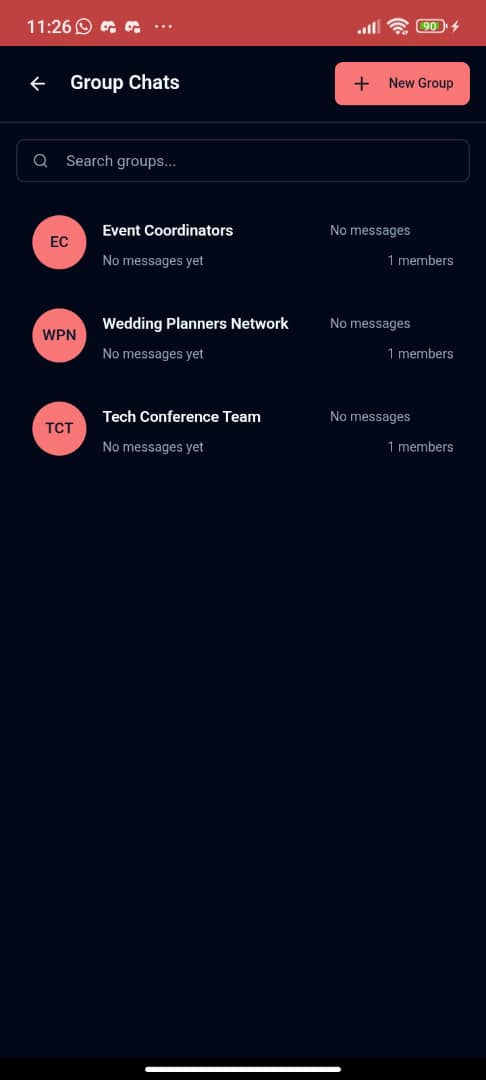 11:26 90
Group Chats + New Group
Search groups...
EC Event Coordinators No messages
No messages yet 1 members
WPN Wedding Planners Network No messages
No messages yet 1 members
TCT Tech Conference Team No messages
No messages yet 1 members